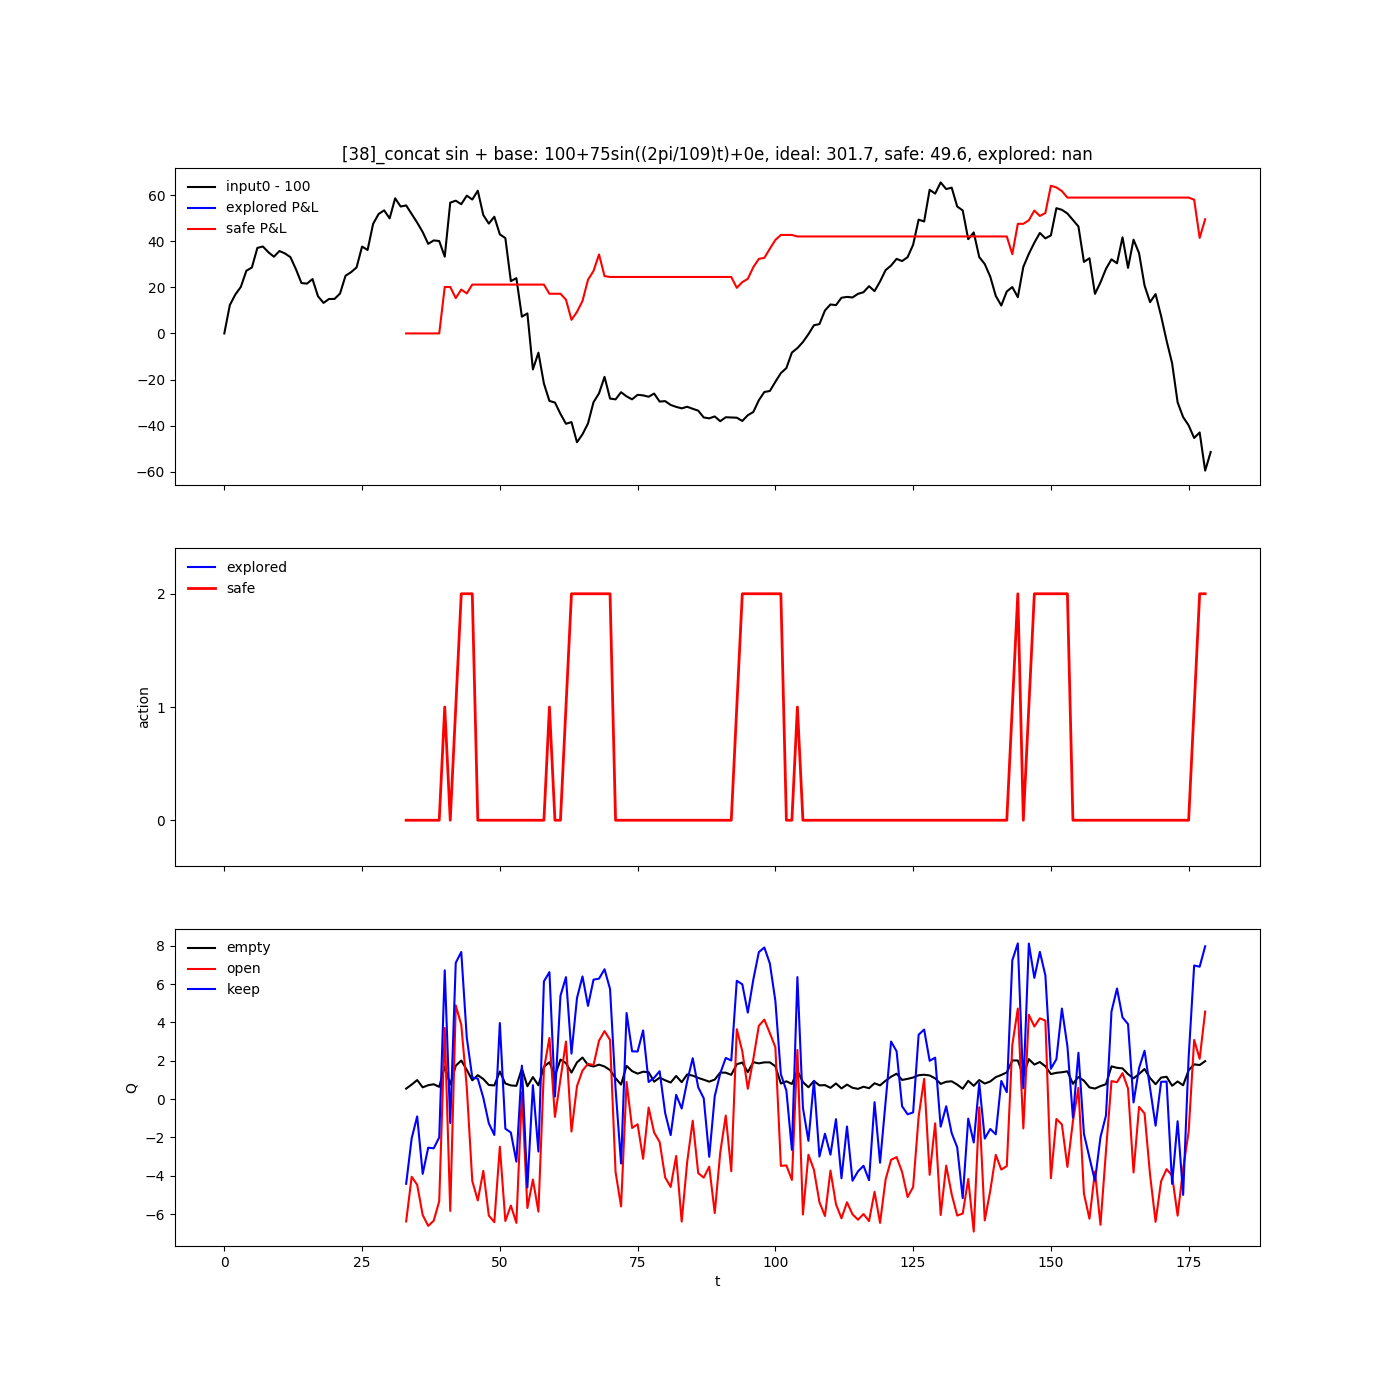 [38]_concat sin + base: 100+75sin((2pi/109)t)+0e, ideal: 301.7, safe: 49.6, explored: nan
input0 - 100
explored P&L
safe P&L
60
40
20
0
−20
−40
−60
explored
safe
2
1
0
action
empty
open
keep
8
6
4
2
0
−2
−4
−6
Q
0 25 50 75 100 125 150 175
t